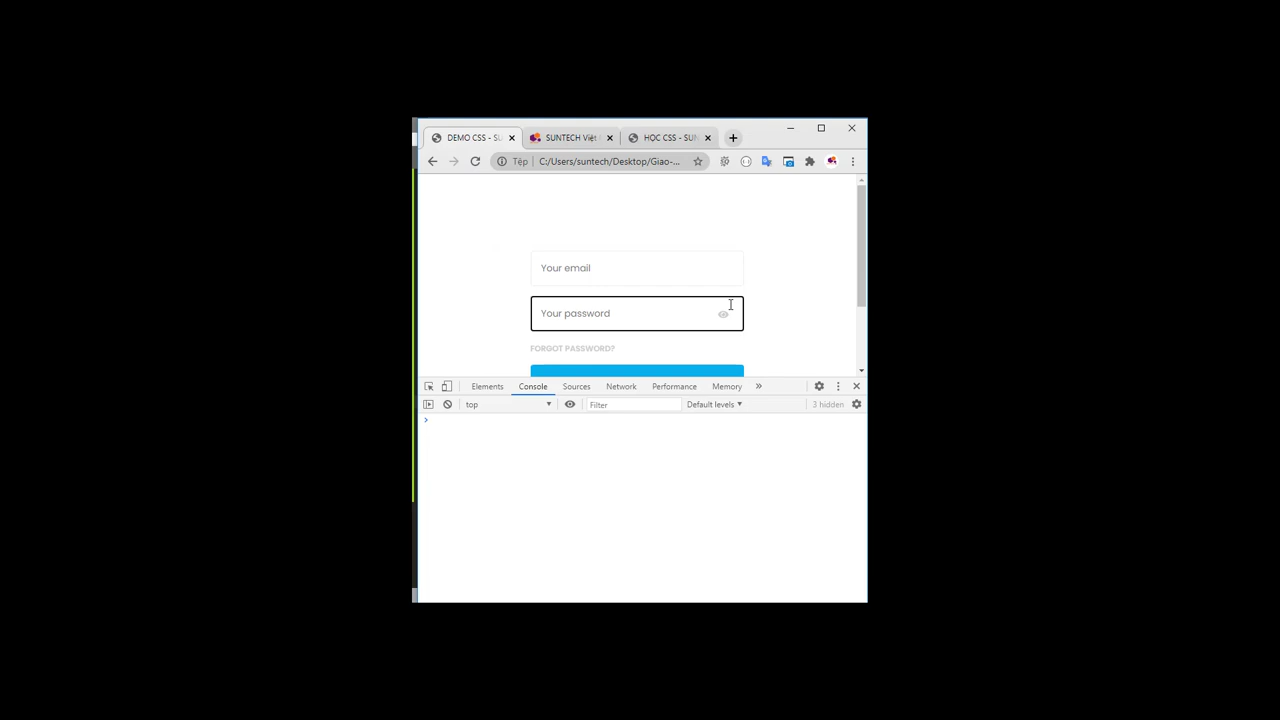 DEMO CSS - SU
SUNTECH Việt
HỌC CSS - SUN
Tệp C:/Users/suntech/Desktop/Giao-...
Your email
Your password
FORGOT PASSWORD?
Elements Console Sources Network Performance Memory
top Filter Default levels 3 hidden